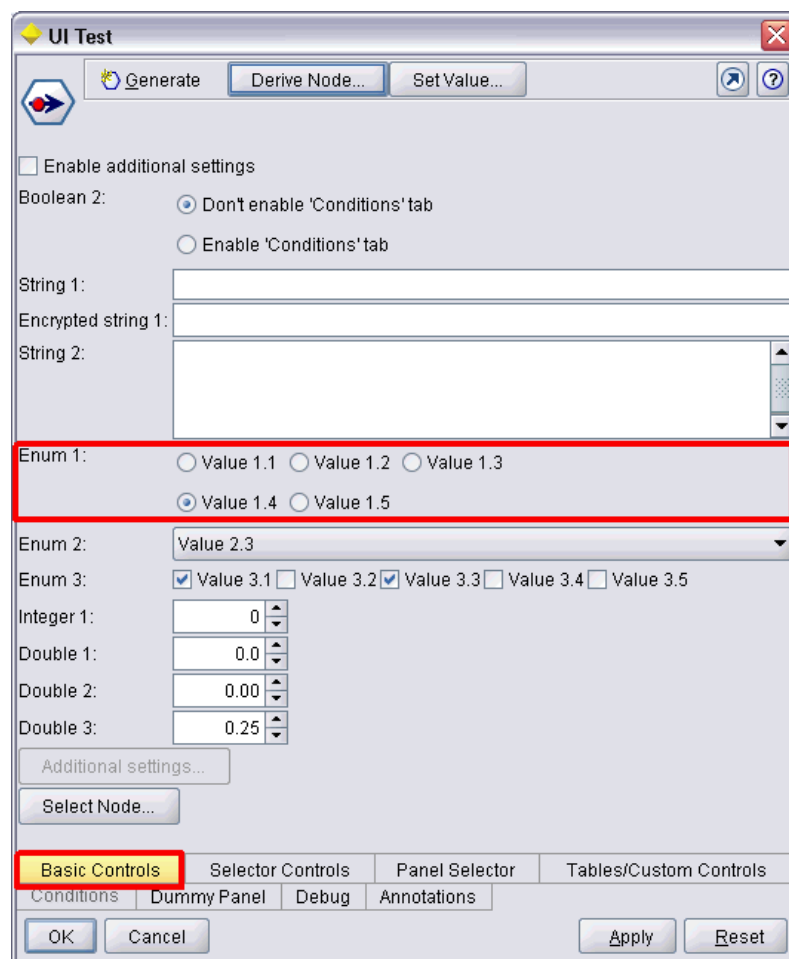 UI Test
Generate Derive Node... Set Value...
Enable additional settings
Boolean 2: Don't enable 'Conditions' tab
Enable 'Conditions' tab
String 1:
Encrypted string 1:
String 2:
Enum 1: Value 1.1 Value 1.2 Value 1.3
Value 1.4 Value 1.5
Enum 2: Value 2.3
Enum 3: Value 3.1 Value 3.2 Value 3.3 Value 3.4 Value 3.5
Integer 1: 0
Double 1: 0.0
Double 2: 0.00
Double 3: 0.25
Additional settings...
Select Node...
Basic Controls Selector Controls Panel Selector Tables/Custom Controls
Conditions Dummy Panel Debug Annotations
OK Cancel Apply Reset